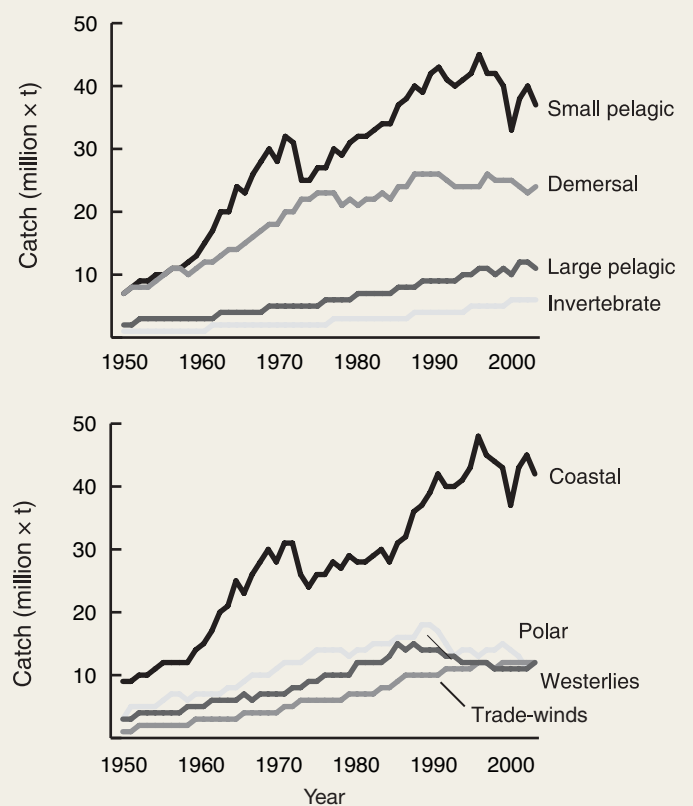 50
40
30
20
10
Catch (million × t)
Small pelagic
Demersal
Large pelagic
Invertebrate
1950 1960 1970 1980 1990 2000
50
40
30
20
10
Catch (million × t)
Coastal
Polar
Westerlies
Trade-winds
1950 1960 1970 1980 1990 2000
Year